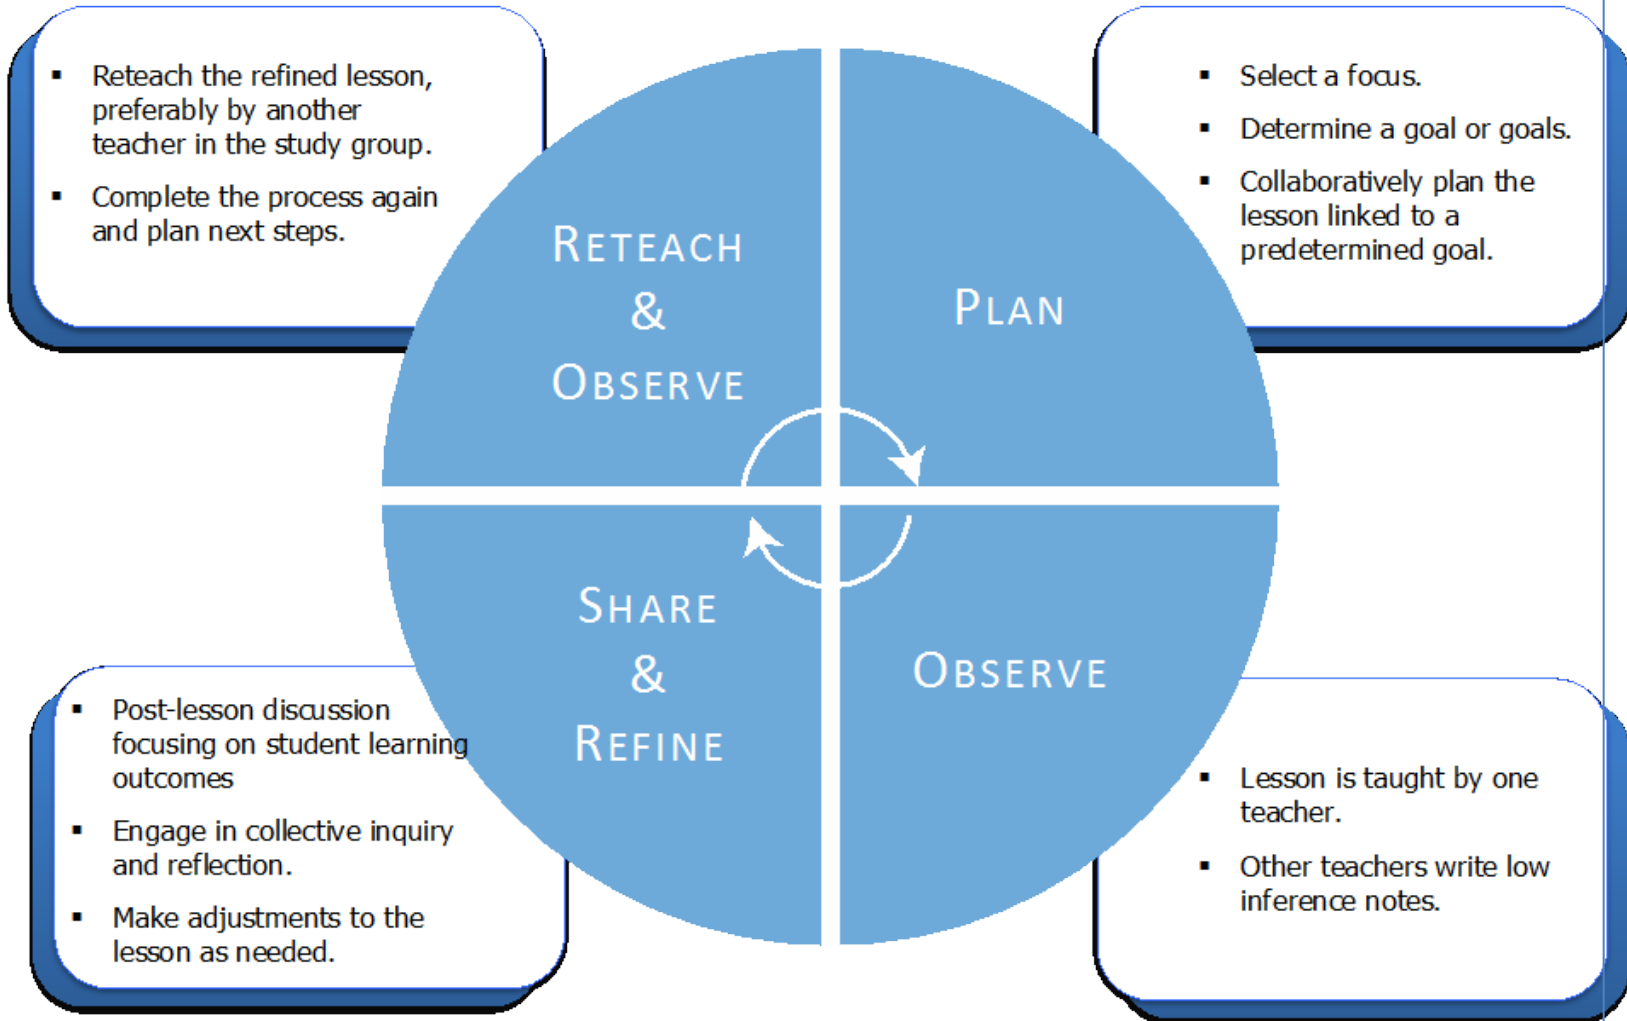 ▪ Reteach the refined lesson,
preferably by another
teacher in the study group.
▪ Complete the process again
and plan next steps.
▪ Select a focus.
▪ Determine a goal or goals.
▪ Collaboratively plan the
lesson linked to a
predetermined goal.
RETEACH
&
OBSERVE
PLAN
SHARE
&
REFINE
OBSERVE
▪ Post-lesson discussion
focusing on student learning
outcomes
▪ Engage in collective inquiry
and reflection.
▪ Make adjustments to the
lesson as needed.
▪ Lesson is taught by one
teacher.
▪ Other teachers write low
inference notes.